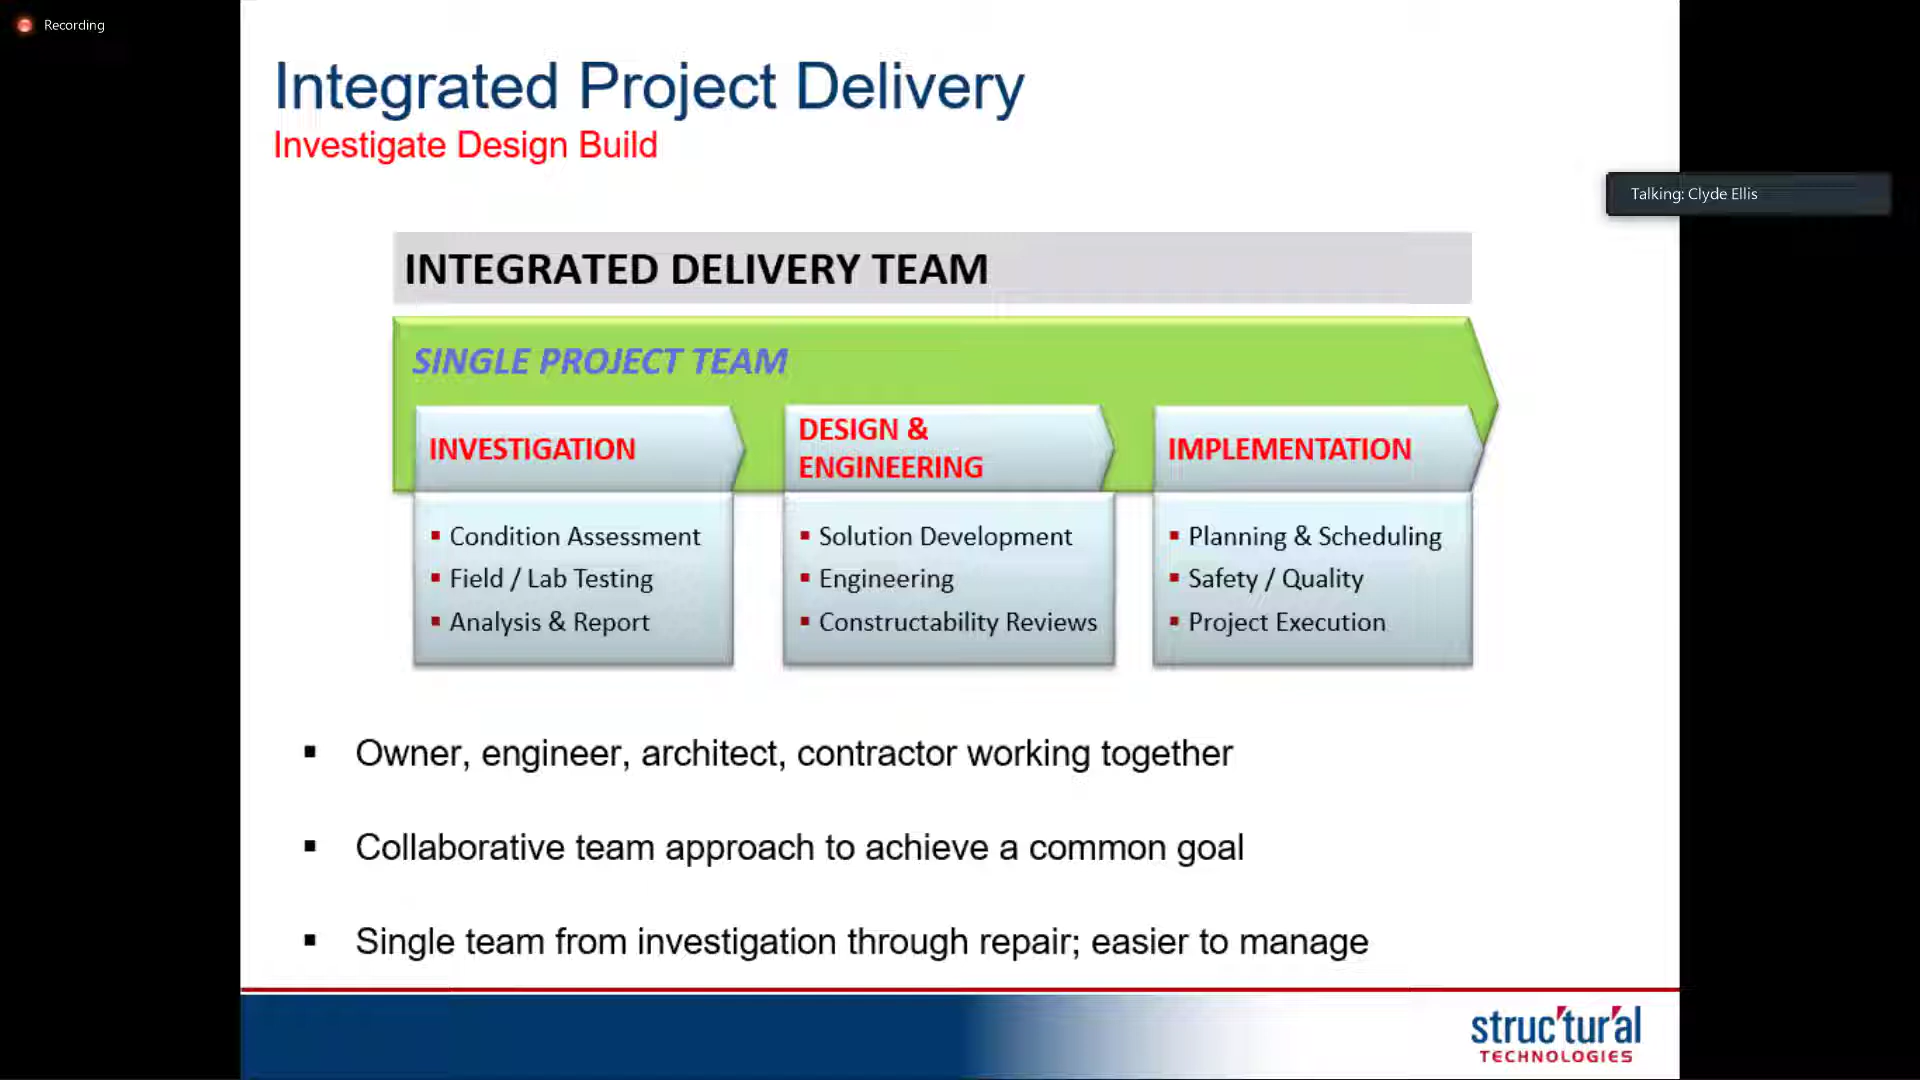 Recording
Integrated Project Delivery
Investigate Design Build
Talking: Clyde Ellis
INTEGRATED DELIVERY TEAM
SINGLE PROJECT TEAM
INVESTIGATION
▪ Condition Assessment
▪ Field / Lab Testing
▪ Analysis & Report
DESIGN &
ENGINEERING
▪ Solution Development
▪ Engineering
▪ Constructability Reviews
IMPLEMENTATION
▪ Planning & Scheduling
▪ Safety / Quality
▪ Project Execution
▪ Owner, engineer, architect, contractor working together
▪ Collaborative team approach to achieve a common goal
▪ Single team from investigation through repair; easier to manage
struc'tur'al
TECHNOLOGIES